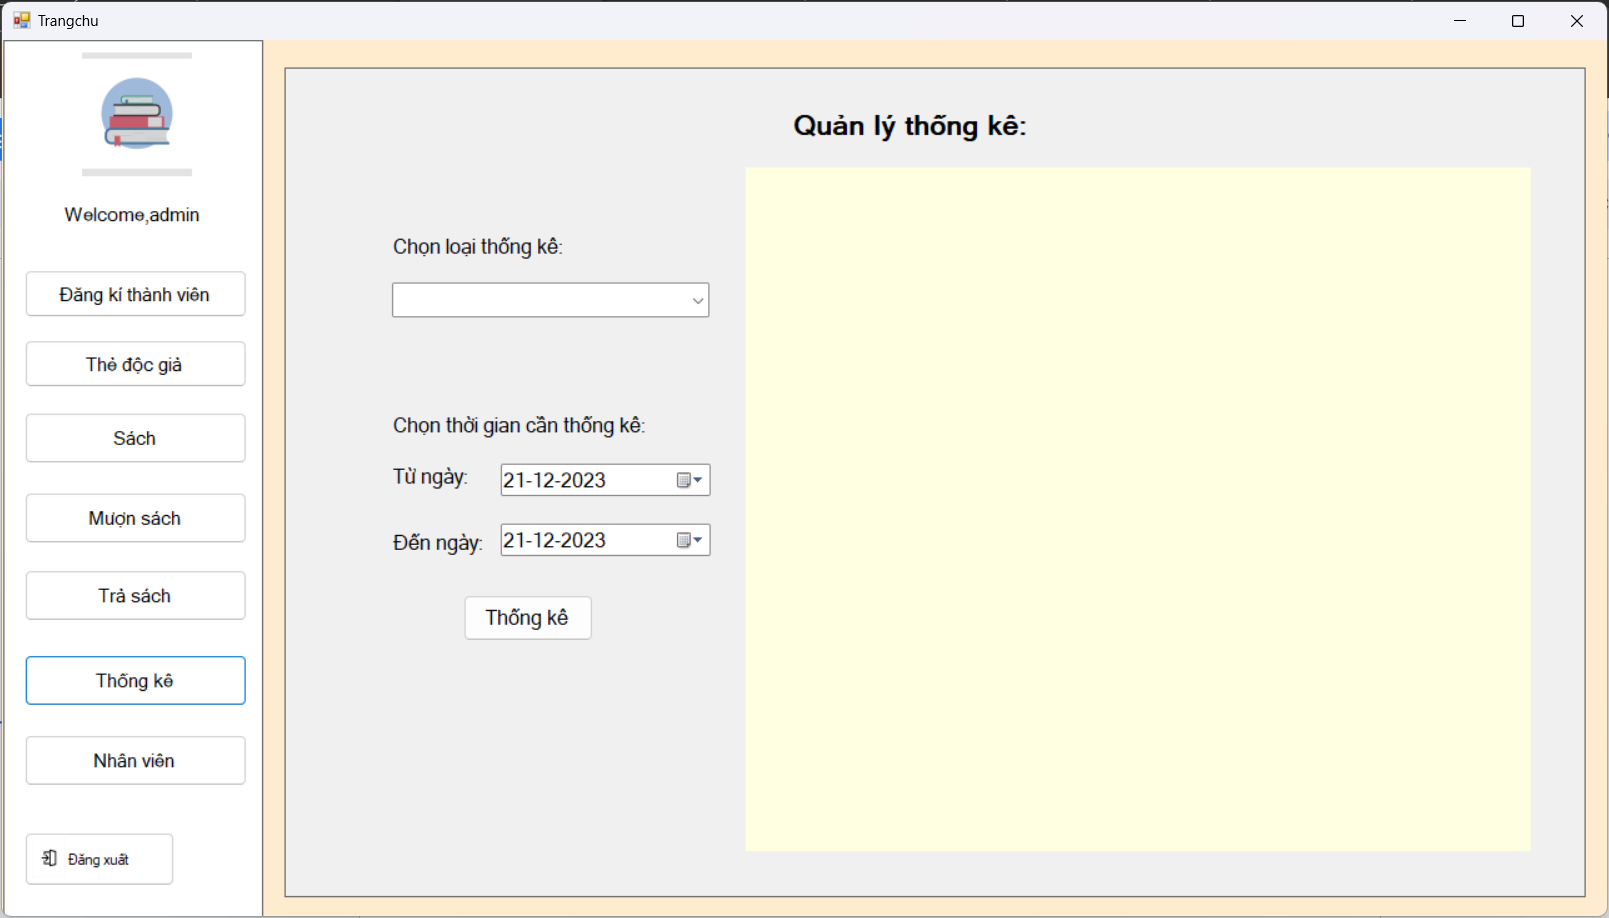 Trangchu
Welcome,admin
Đăng kí thành viên
Thẻ độc giả
Sách
Mượn sách
Trả sách
Thống kê
Nhân viên
Đăng xuất
Quản lý thống kê:
Chọn loại thống kê:
Chọn thời gian cần thống kê:
Từ ngày: 21-12-2023
Đến ngày: 21-12-2023
Thống kê